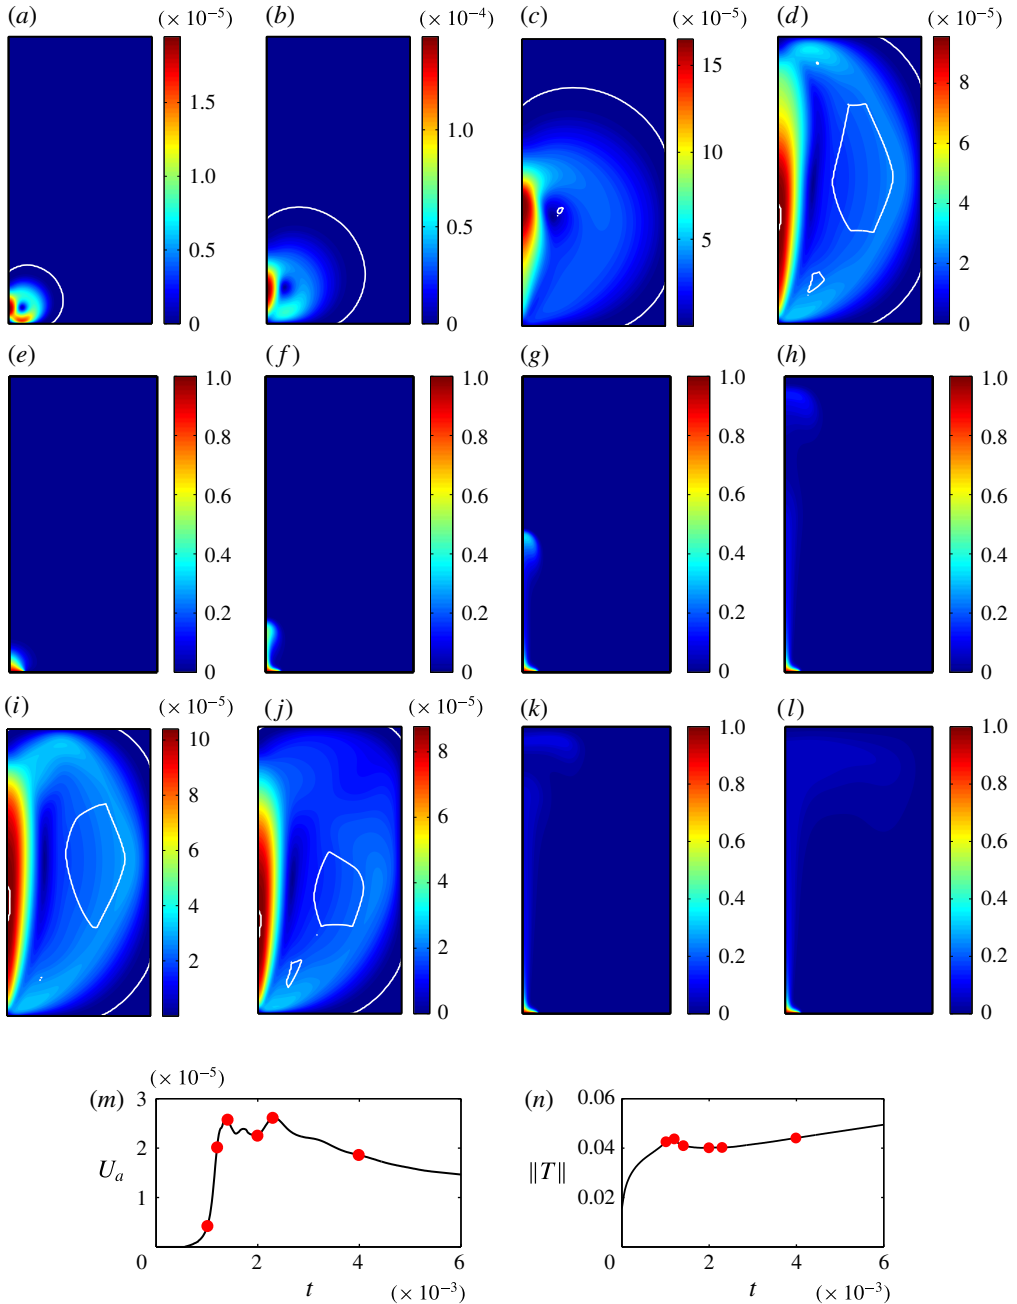 (a) (× 10⁻⁵) (b) (× 10⁻⁴) (c) (× 10⁻⁵) (d) (× 10⁻⁵)
1.5 1.0 0.5 0
1.0 0.5 0
15 10 5
8 6 4 2 0
(e) (f) (g) (h)
1.0 0.8 0.6 0.4 0.2 0
1.0 0.8 0.6 0.4 0.2 0
1.0 0.8 0.6 0.4 0.2 0
1.0 0.8 0.6 0.4 0.2 0
(i) (× 10⁻⁵) (j) (× 10⁻⁵) (k) (l)
10 8 6 4 2
8 6 4 2 0
1.0 0.8 0.6 0.4 0.2 0
1.0 0.8 0.6 0.4 0.2 0
(m) (× 10⁻⁵)
3 2 1
Uₐ
0 2 4 6
t (× 10⁻³)
(n)
0.06 0.04 0.02
‖T‖
0 2 4 6
t (× 10⁻³)